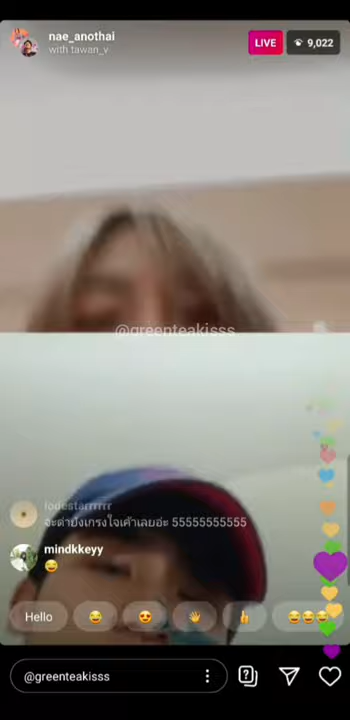 nae_anothai
with tawan_v
LIVE
9,022
@greenteakisss
lodestarrrrrr
จะด่ายังเกรงใจเค้าเลยอ่ะ 55555555555
mindkkeyy
😂
Hello 😂 😍 👋 👍 😂😂😂
@greenteakisss